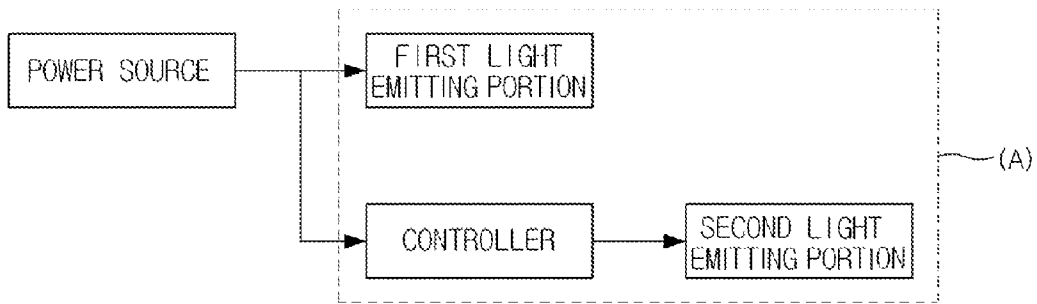 POWER SOURCE
FIRST LIGHT
EMITTING PORTION
(A)
CONTROLLER
SECOND LIGHT
EMITTING PORTION